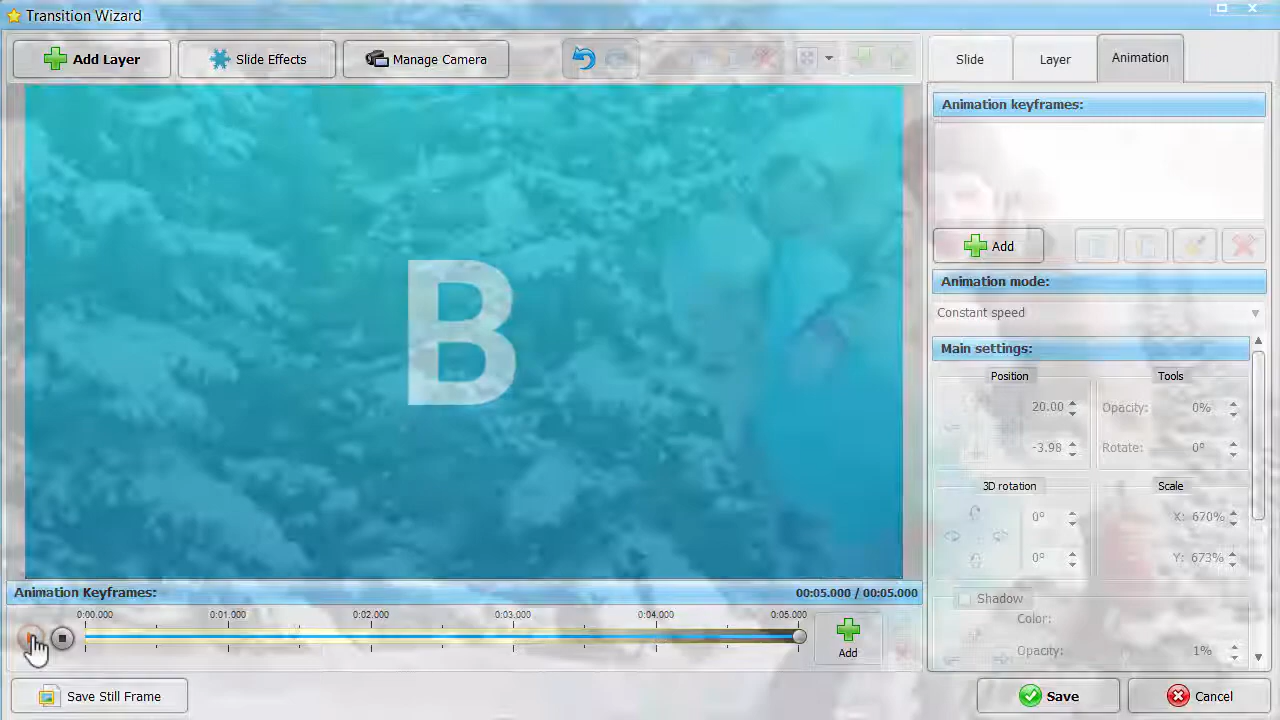 Transition Wizard
Add Layer
Slide Effects
Manage Camera
Slide
Layer
Animation
Animation keyframes:
Add
Animation mode:
Constant speed
Main settings:
Position
Tools
20.00
Opacity:
0%
-3.98
Rotate:
0°
3D rotation
Scale
0°
X: 670%
0°
Y: 673%
Shadow
Color:
Opacity:
1%
B
Animation Keyframes:
00:05.000 / 00:05.000
0:00.000
0:01.000
0:02.000
0:03.000
0:04.000
0:05.000
Add
Save Still Frame
Save
Cancel